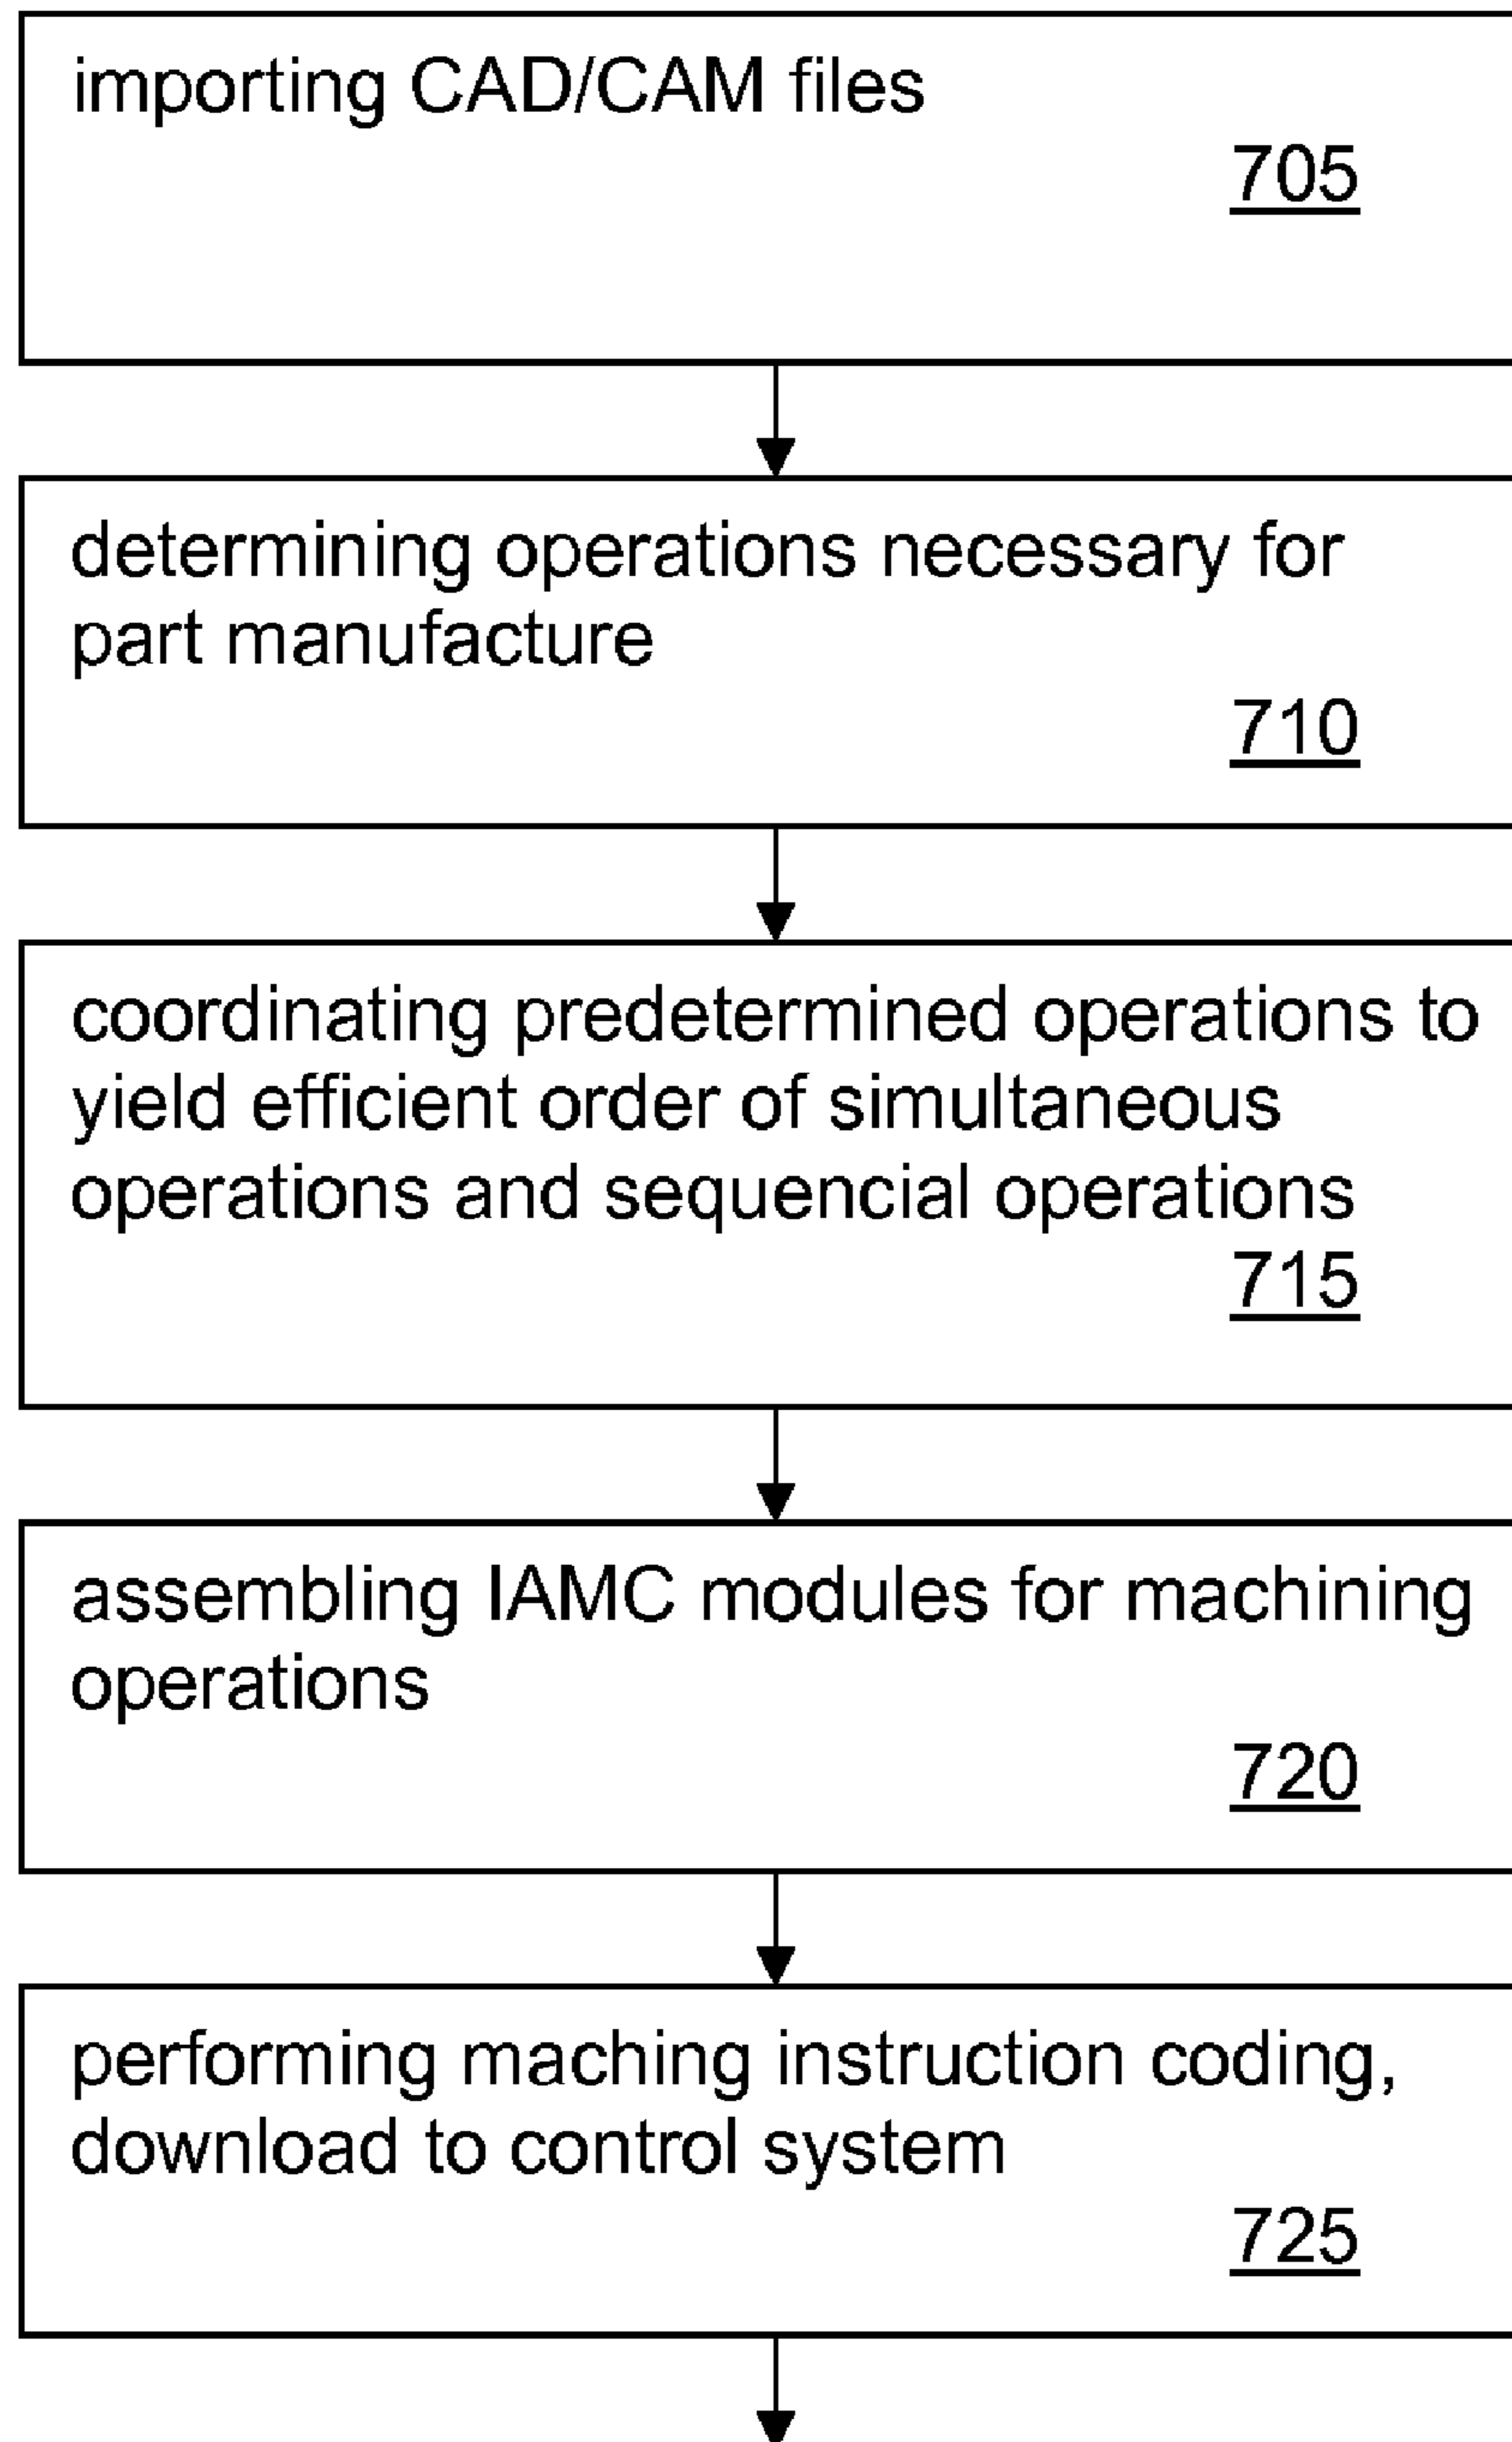 importing CAD/CAM files
705
determining operations necessary for
part manufacture
710
coordinating predetermined operations to
yield efficient order of simultaneous
operations and sequencial operations
715
assembling IAMC modules for machining
operations
720
performing maching instruction coding,
download to control system
725